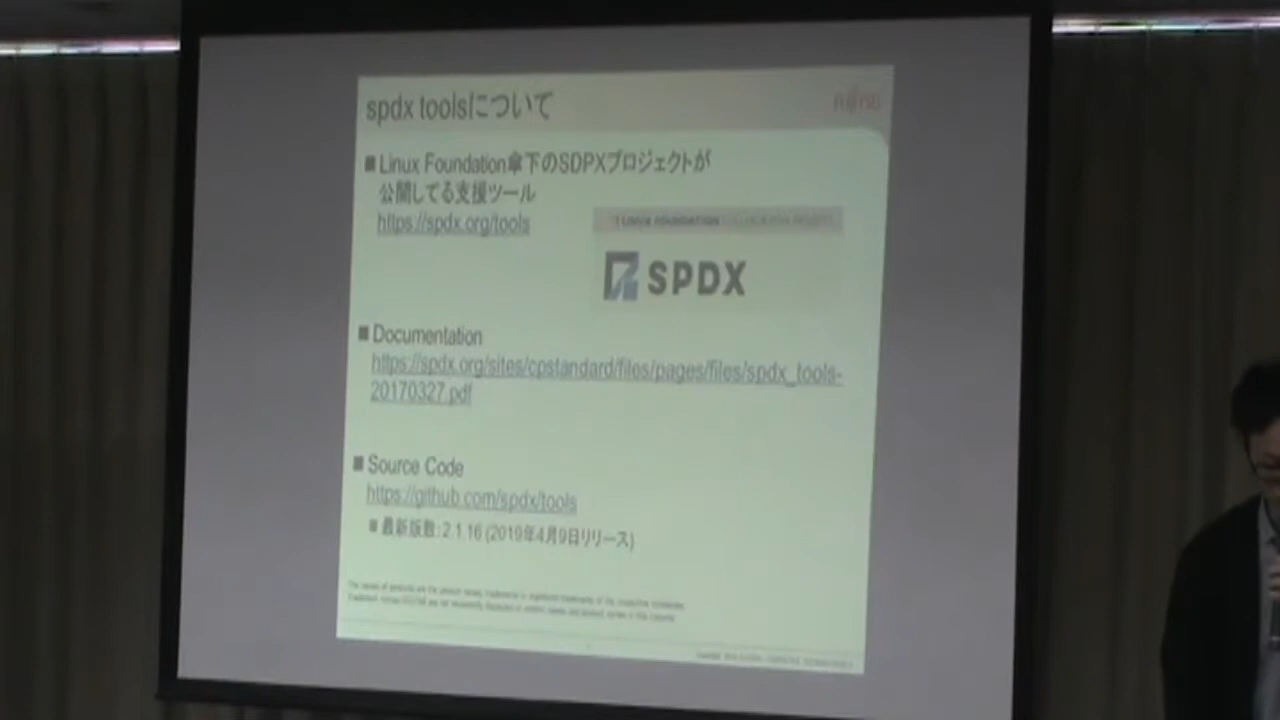 spdx toolsについて
FUJITSU
■ Linux Foundation傘下のSDPXプロジェクトが
公開してる支援ツール
https://spdx.org/tools
LINUX FOUNDATION
SPDX
■ Documentation
https://spdx.org/sites/cpstandard/files/pages/files/spdx_tools-
20170327.pdf
■ Source Code
https://github.com/spdx/tools
■ 最新版数:2.1.16 (2019年4月9日リリース)